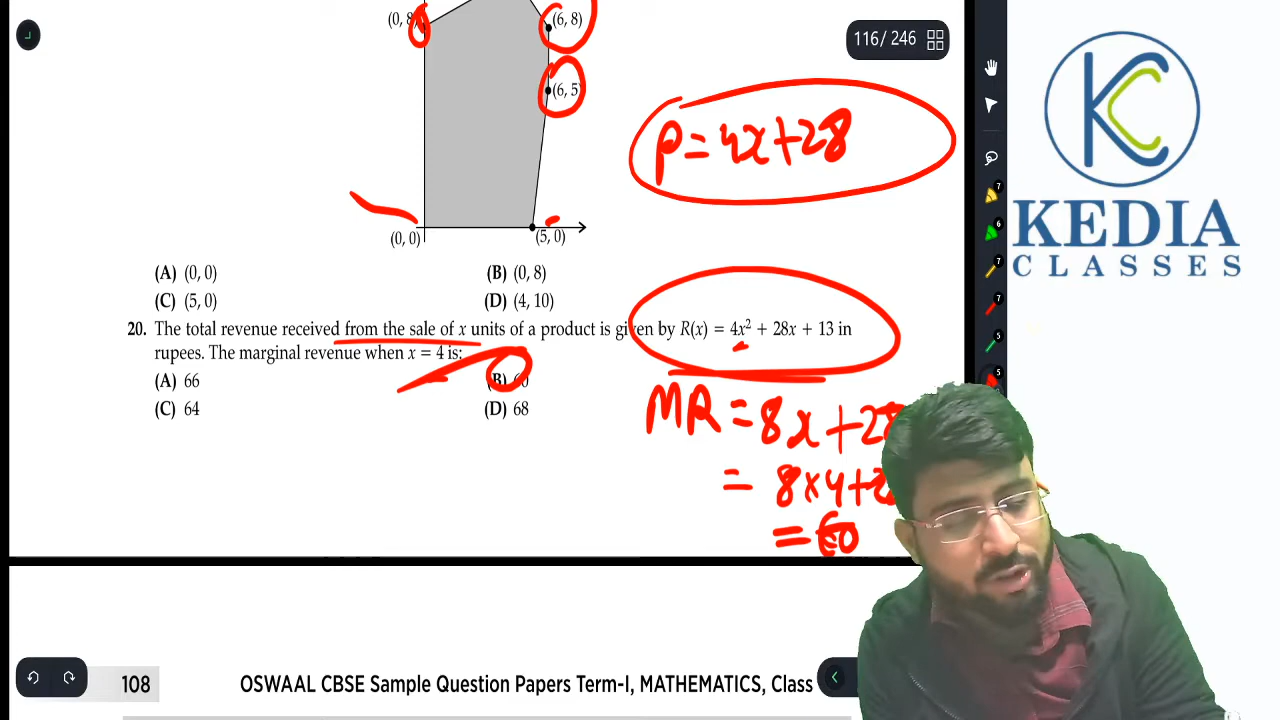 (0, 8)
(6, 8)
(6, 5
(0, 0)
(5, 0)
P = 4x + 28
116/ 246
KEDIA
CLASSES
(A) (0, 0)
(B) (0, 8)
(C) (5, 0)
(D) (4, 10)
20. The total revenue received from the sale of x units of a product is given by R(x) = 4x² + 28x + 13 in
rupees. The marginal revenue when x = 4 is:
(A) 66
(B) 60
(C) 64
(D) 68
MR = 8x + 28
= 8 x 4 + 28
= 60
108
OSWAAL CBSE Sample Question Papers Term-I, MATHEMATICS, Class